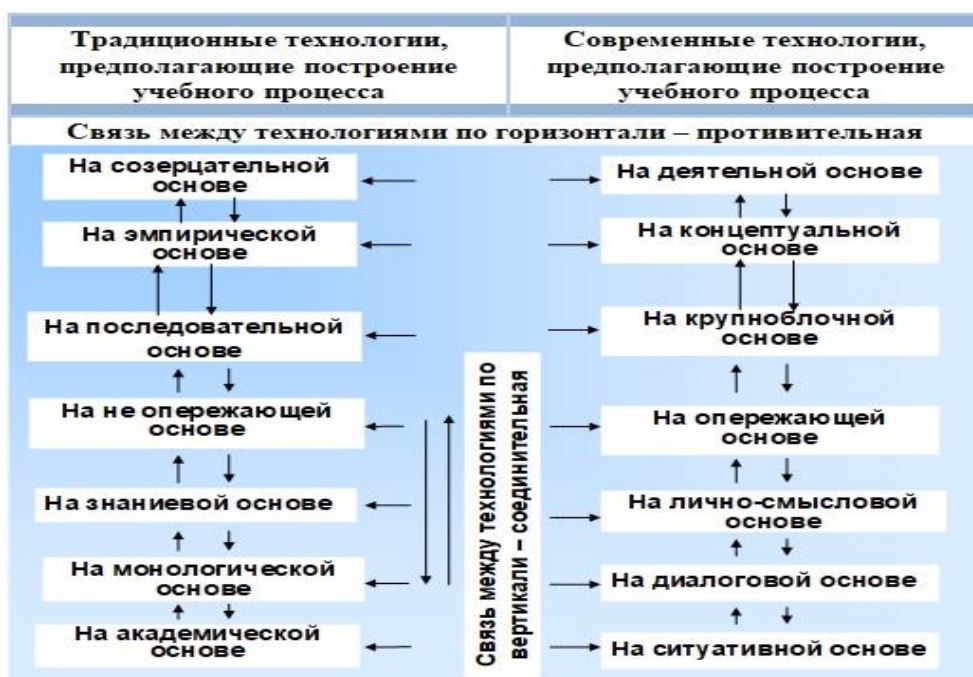 Традиционные технологии,
предполагающие построение
учебного процесса
Современные технологии,
предполагающие построение
учебного процесса
Связь между технологиями по горизонтали – противительная
На созерцательной
основе
На деятельной основе
На эмпирической
основе
На концептуальной
основе
На последовательной
основе
На крупноблочной
основе
На не опережающей
основе
На опережающей
основе
На знаниевой основе
На лично-смысловой
основе
На монологической
основе
На диалоговой основе
На академической
основе
На ситуативной основе
Связь между технологиями по
вертикали – соединительная